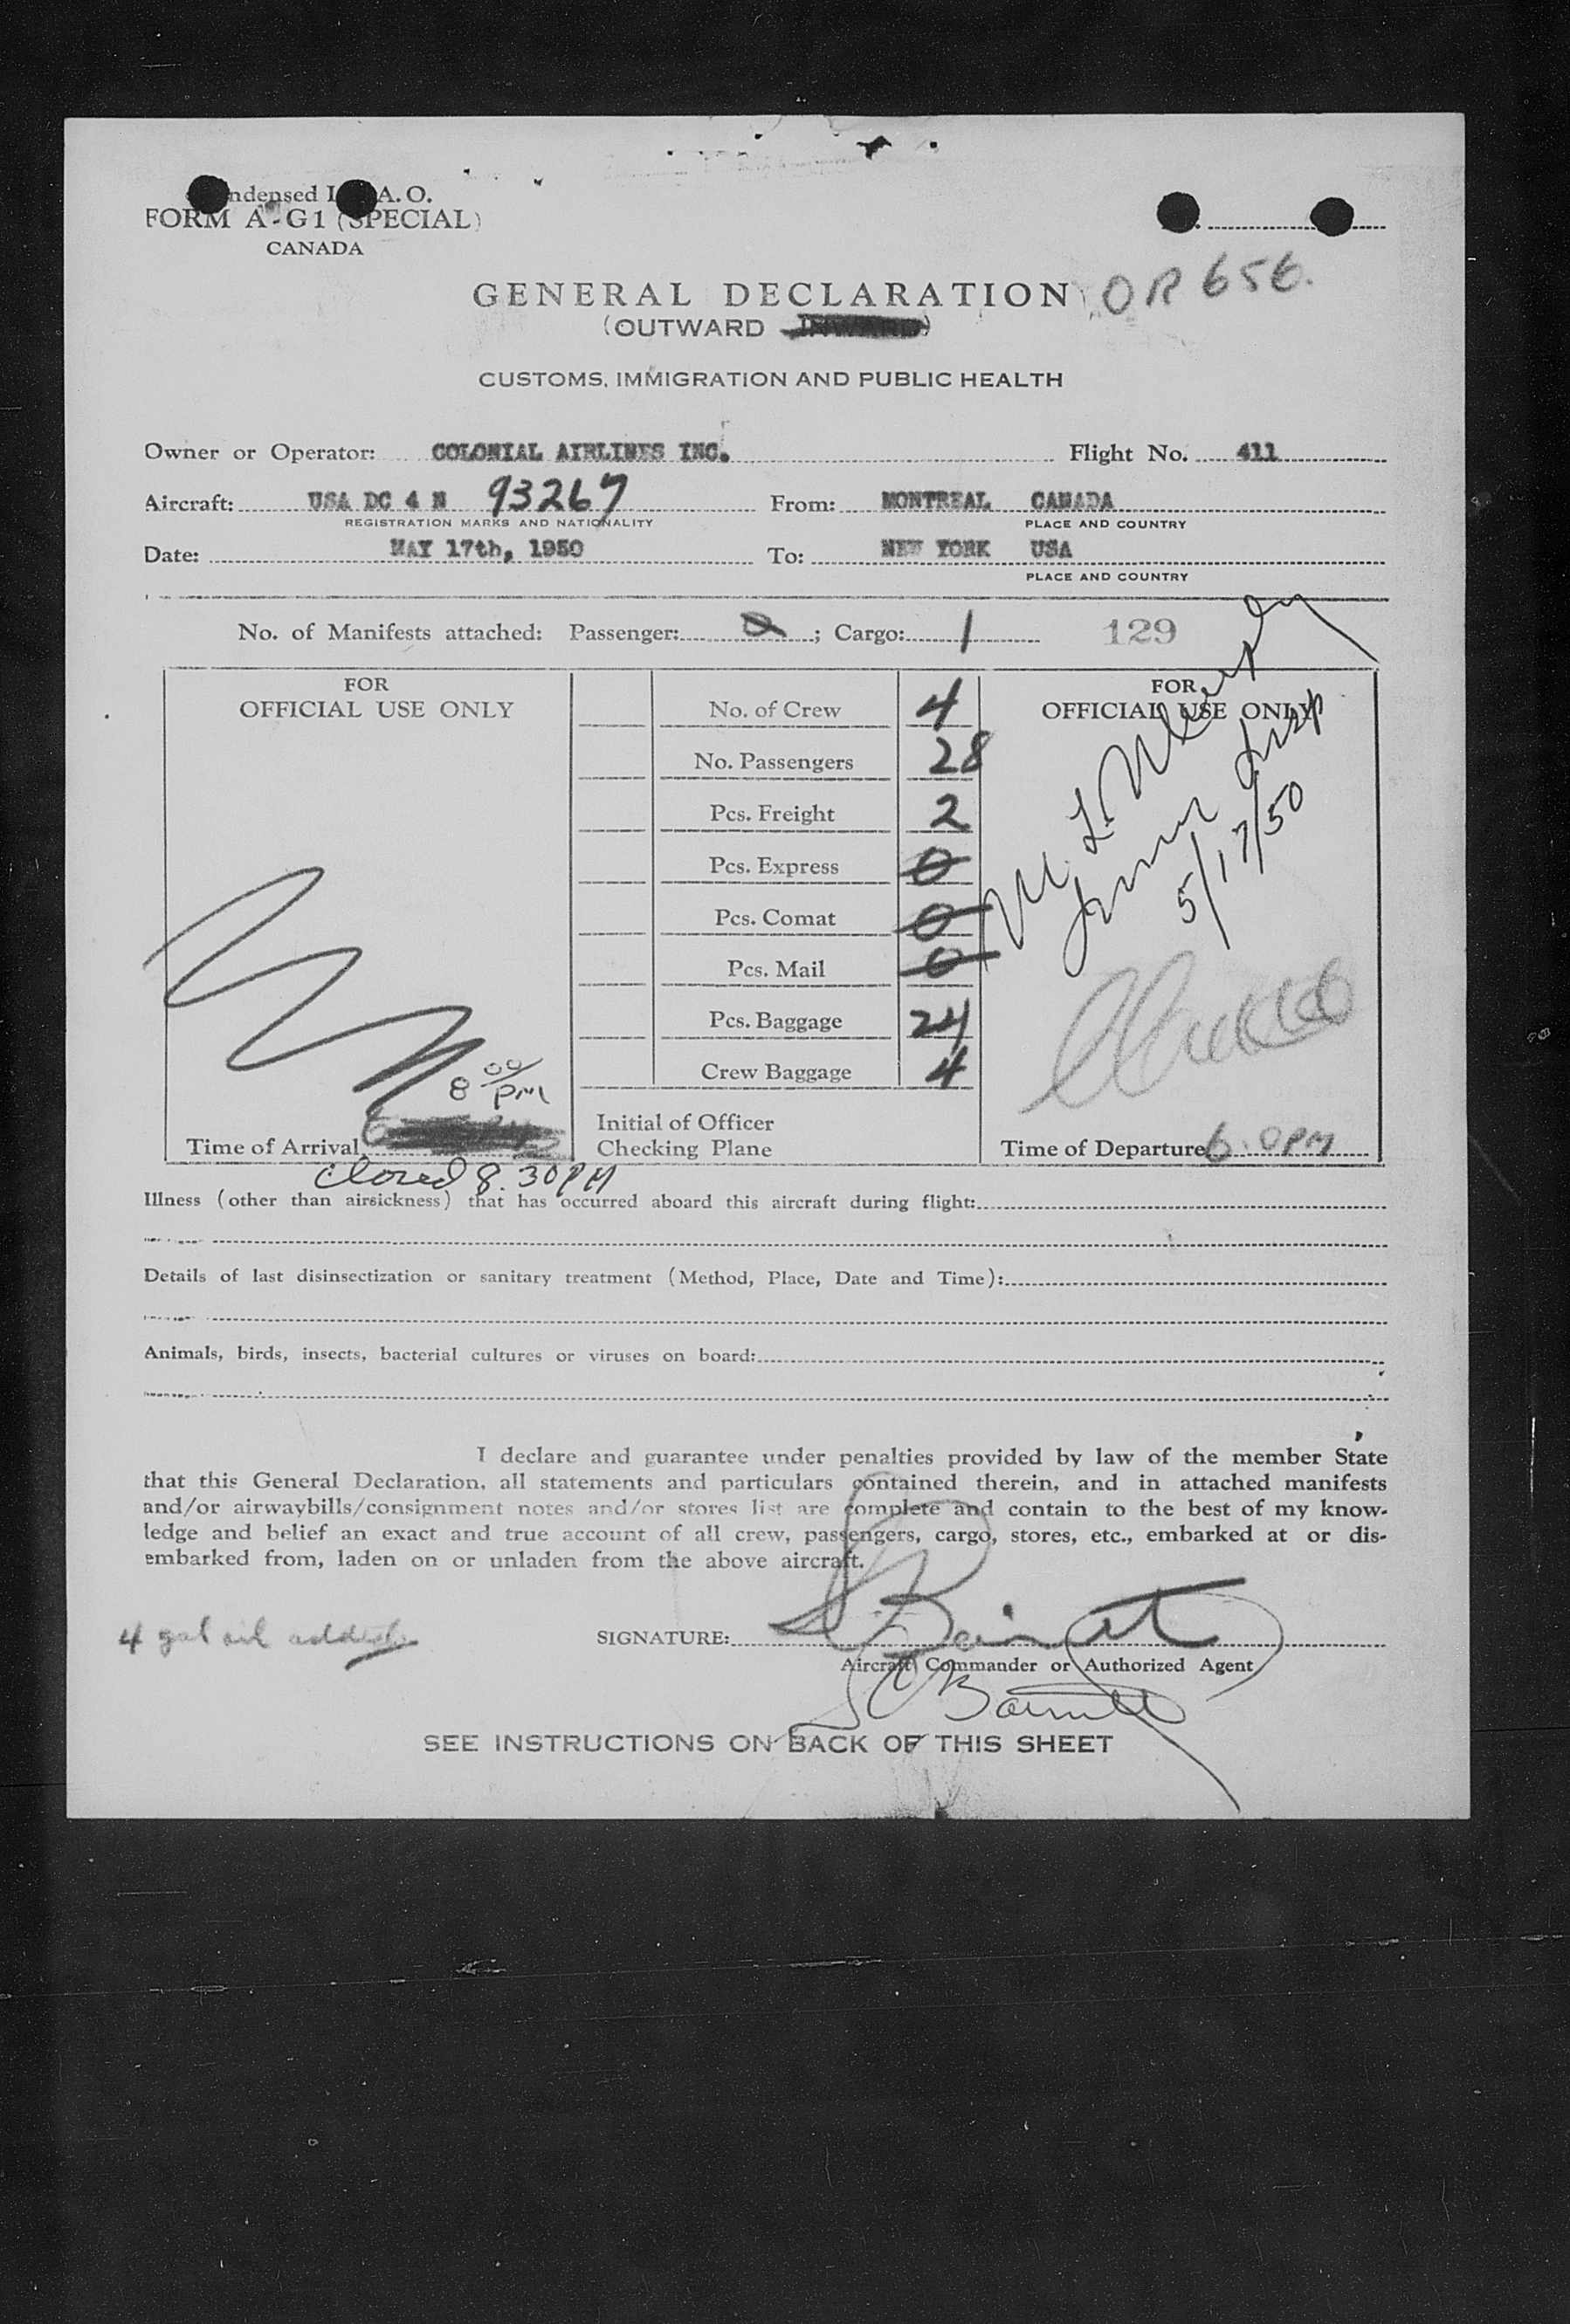 ndensed I A.O.
FORM A-G1 (SPECIAL)
CANADA
GENERAL DECLARATION OR 656.
(OUTWARD
CUSTOMS, IMMIGRATION AND PUBLIC HEALTH
Owner or Operator: COLONIAL AIRLINES INC. Flight No. 411
Aircraft: USA DC 4 N 93267 From: MONTREAL CANADA
REGISTRATION MARKS AND NATIONALITY PLACE AND COUNTRY
Date: MAY 17th, 1950 To: NEW YORK USA
PLACE AND COUNTRY
No. of Manifests attached: Passenger: 2; Cargo: 1 129
FOR
OFFICIAL USE ONLY
No. of Crew 4
No. Passengers 28
Pcs. Freight 2
Pcs. Express 0
Pcs. Comat 0
Pcs. Mail 0
Pcs. Baggage 24
Crew Baggage 4
Initial of Officer
Checking Plane
FOR
OFFICIAL USE ONLY
M. L.
5/17/50
8 00/PM
Time of Arrival
closed 8.30PM
Time of Departure 6.0PM
Illness (other than airsickness) that has occurred aboard this aircraft during flight:
Details of last disinsectization or sanitary treatment (Method, Place, Date and Time):
Animals, birds, insects, bacterial cultures or viruses on board:
I declare and guarantee under penalties provided by law of the member State
that this General Declaration, all statements and particulars contained therein, and in attached manifests
and/or airwaybills/consignment notes and/or stores list are complete and contain to the best of my know-
ledge and belief an exact and true account of all crew, passengers, cargo, stores, etc., embarked at or dis-
embarked from, laden on or unladen from the above aircraft.
4 gal oil added
SIGNATURE:
Aircraft Commander or Authorized Agent
SEE INSTRUCTIONS ON BACK OF THIS SHEET